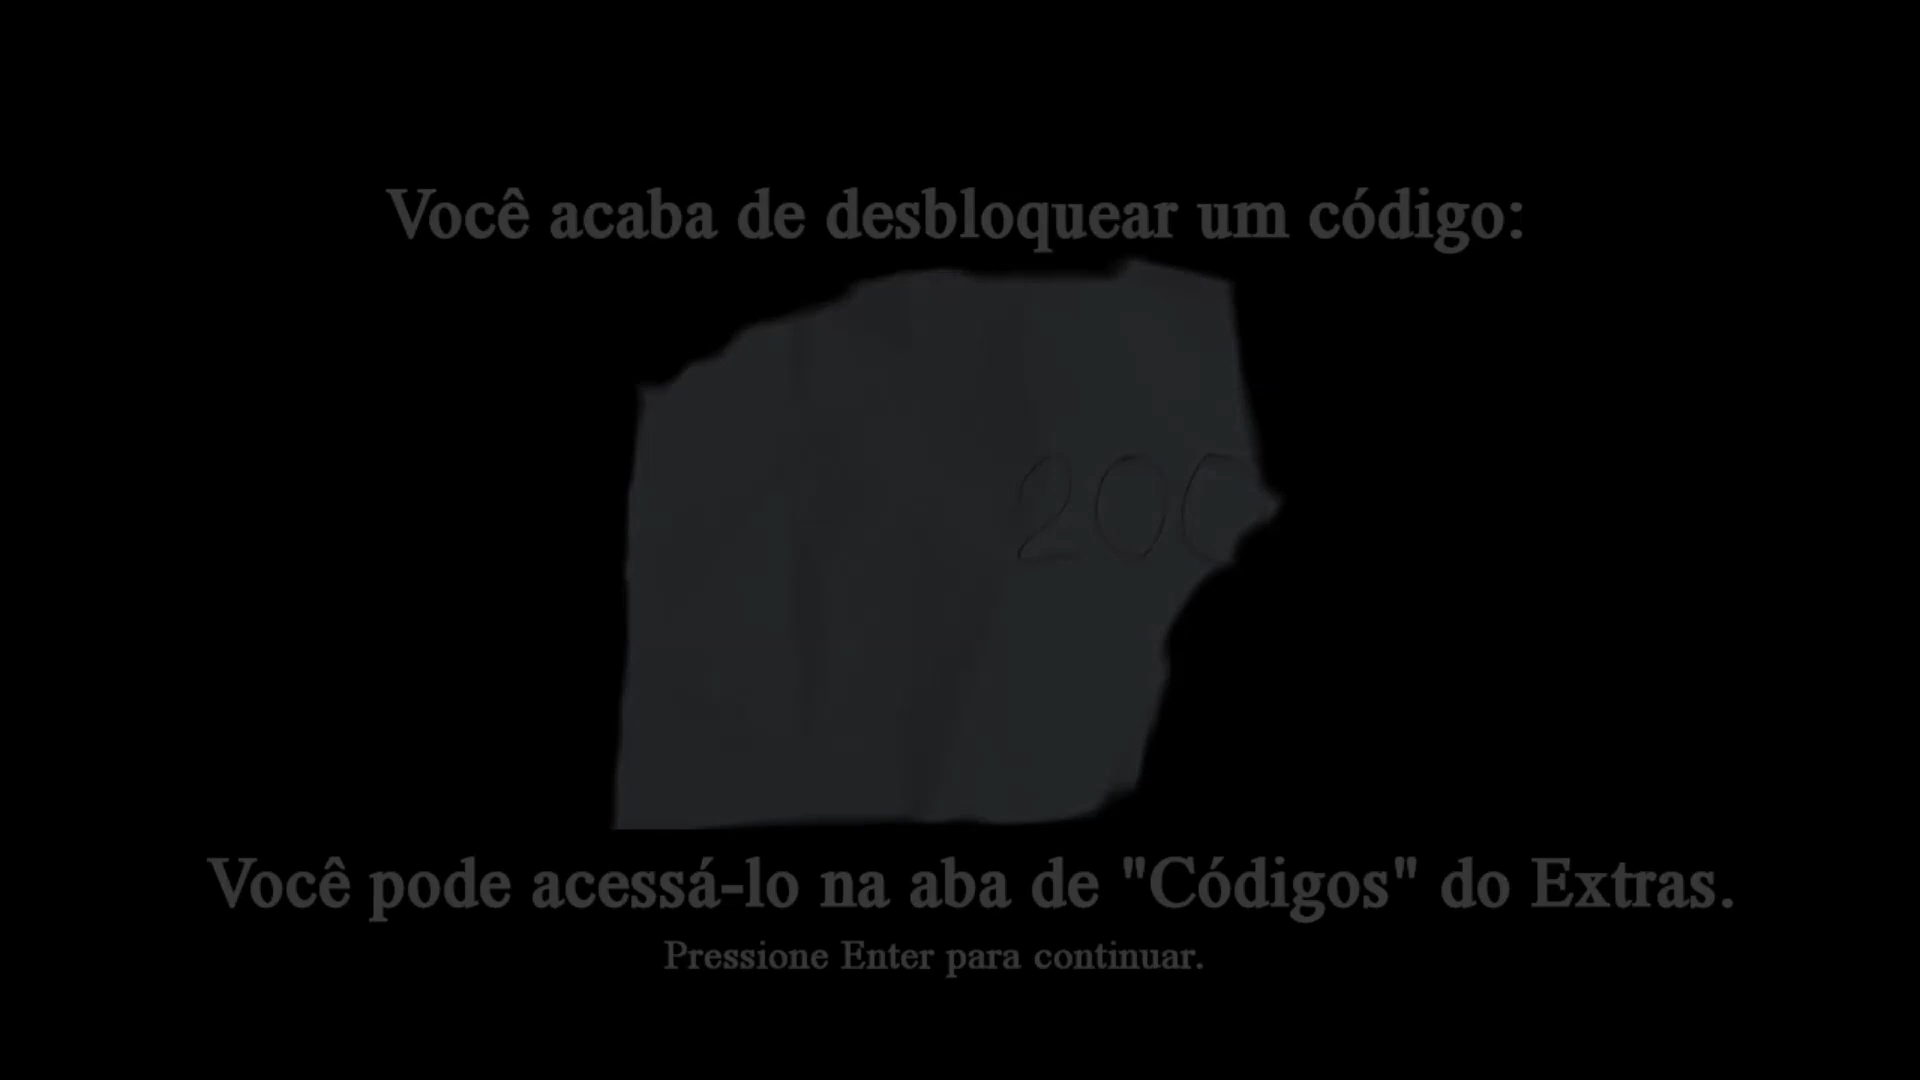 Você acaba de desbloquear um código:
200
Você pode acessá-lo na aba de "Códigos" do Extras.
Pressione Enter para continuar.